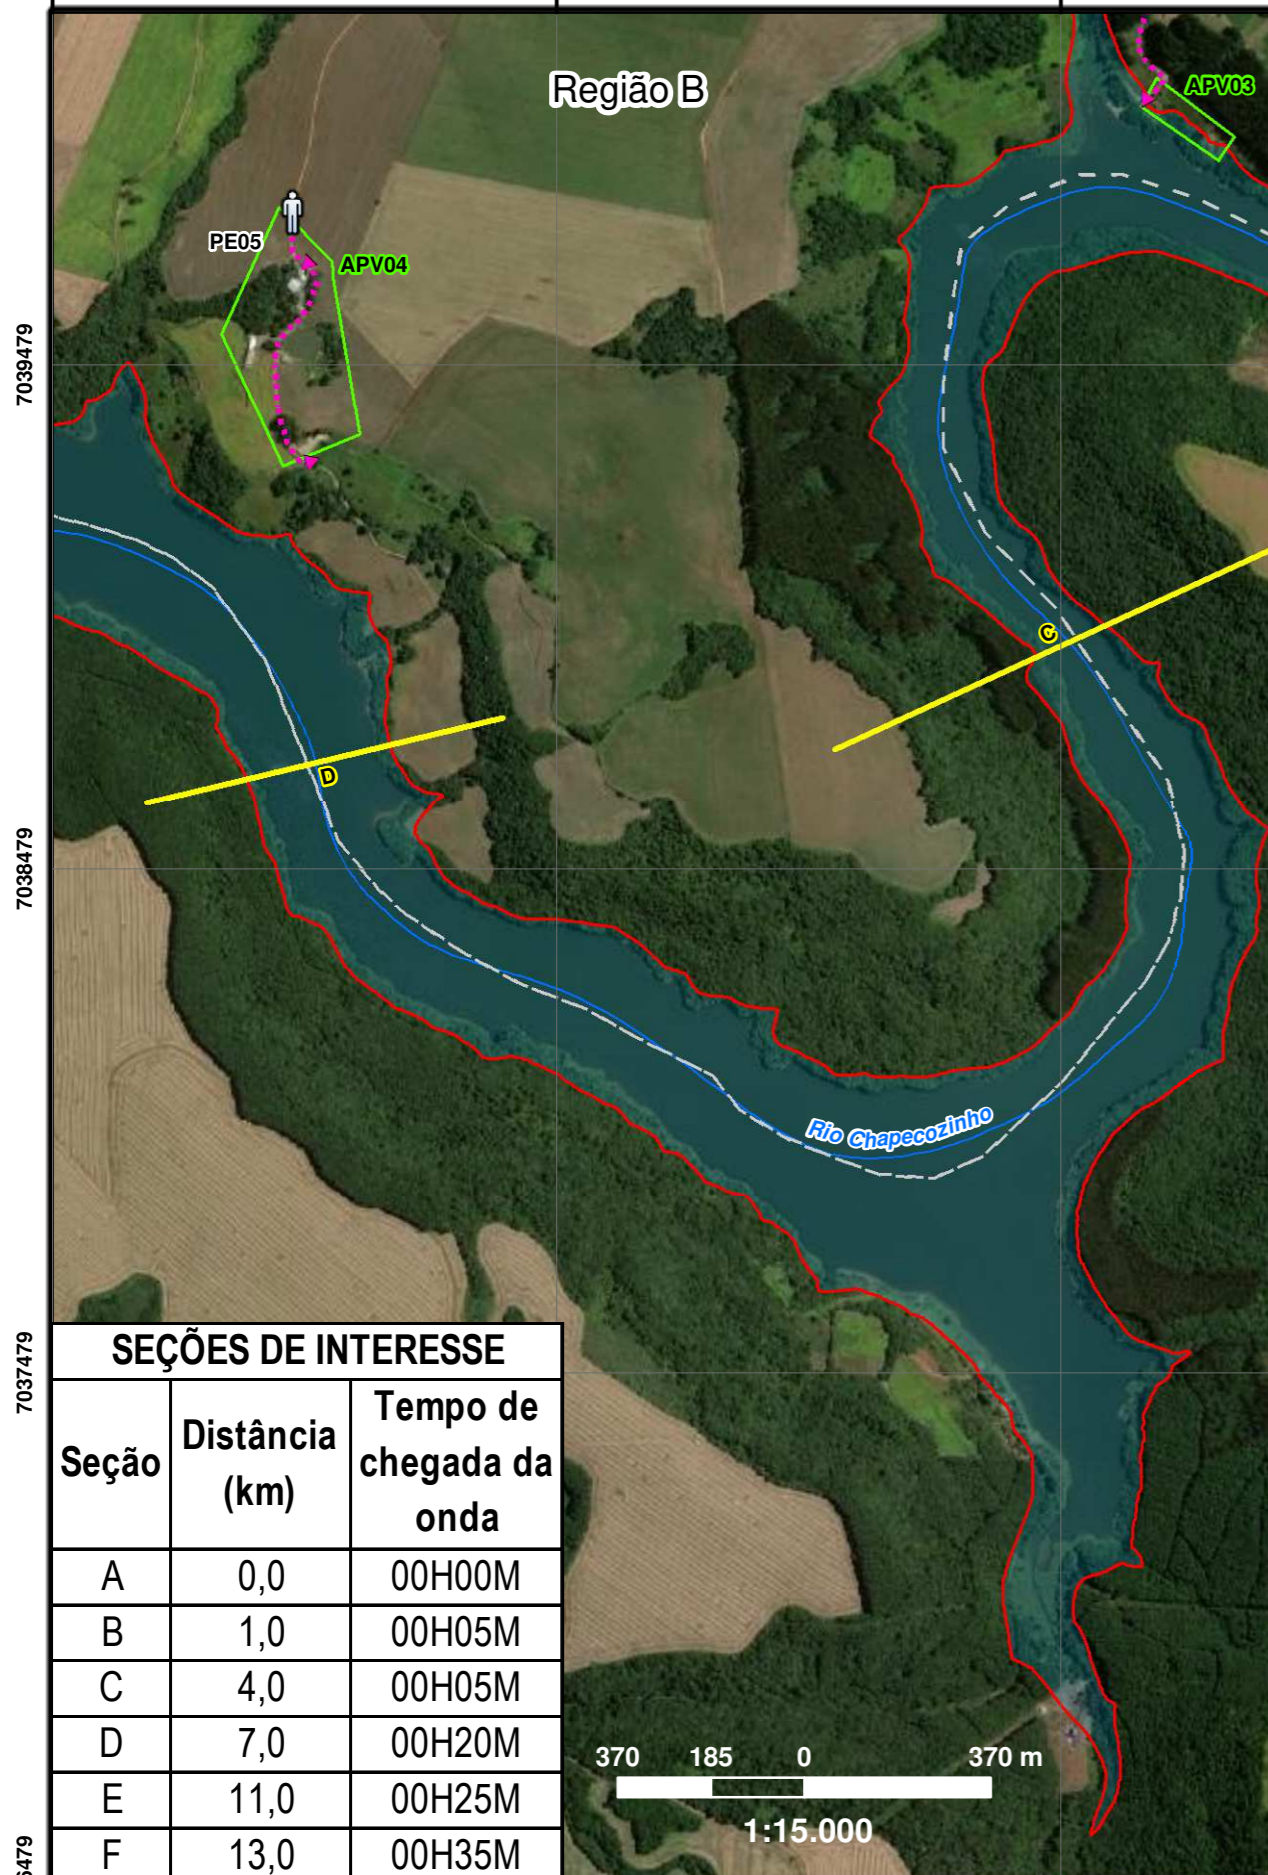 Região B
APV03
PE05
APV04
7039479
C
D
7038479
Rio Chapecozinho
7037479
SEÇÕES DE INTERESSE
Seção Distância (km) Tempo de chegada da onda
A 0,0 00H00M
B 1,0 00H05M
C 4,0 00H05M
D 7,0 00H20M
E 11,0 00H25M
F 13,0 00H35M
370 185 0 370 m
1:15.000